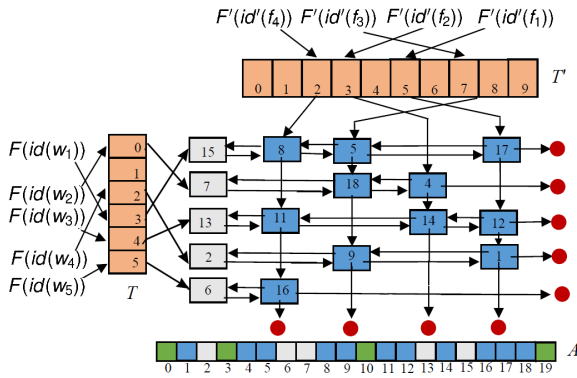 F'(id'(f₄)) F'(id'(f₃)) F'(id'(f₂)) F'(id'(f₁))
0 1 2 3 4 5 6 7 8 9 T'
F(id(w₁))
F(id(w₂))
F(id(w₃))
F(id(w₄))
F(id(w₅))
0
1
2
3
4
5
T
15 8 5 17
7 18 4
13 11 14 12
2 9 1
6 16
A
0 1 2 3 4 5 6 7 8 9 10 11 12 13 14 15 16 17 18 19